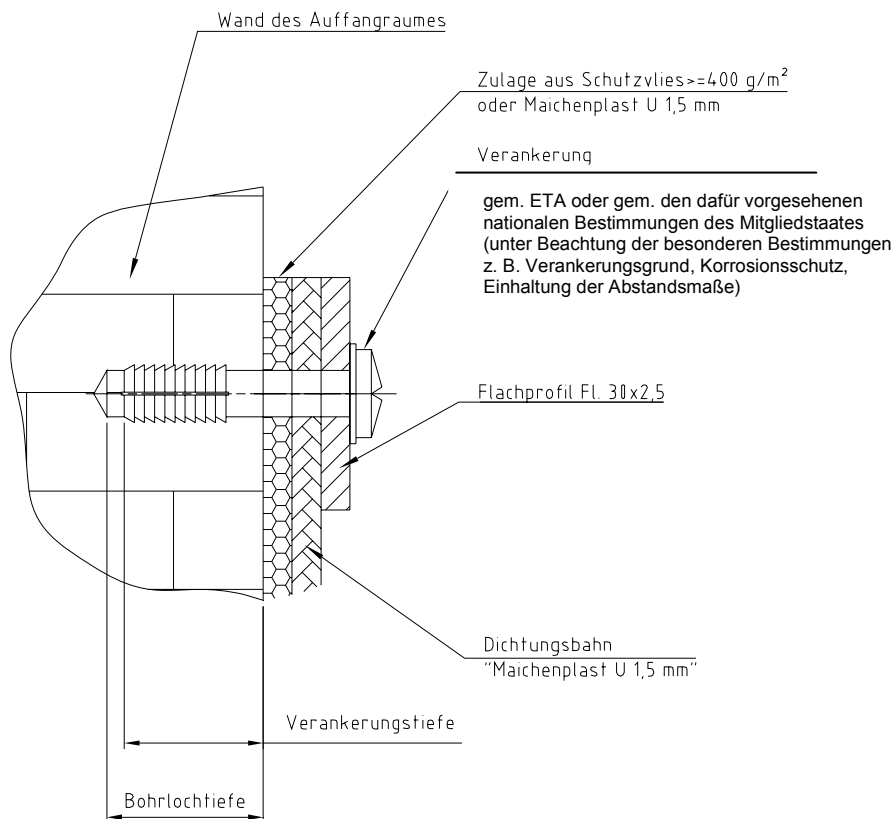 Wand des Auffangraumes
Zulage aus Schutzvlies>=400 g/m²
oder Maichenplast U 1,5 mm
Verankerung
gem. ETA oder gem. den dafür vorgesehenen
nationalen Bestimmungen des Mitgliedstaates
(unter Beachtung der besonderen Bestimmungen
z. B. Verankerungsgrund, Korrosionsschutz,
Einhaltung der Abstandsmaße)
Flachprofil Fl. 30x2,5
Dichtungsbahn
"Maichenplast U 1,5 mm"
Verankerungstiefe
Bohrlochtiefe